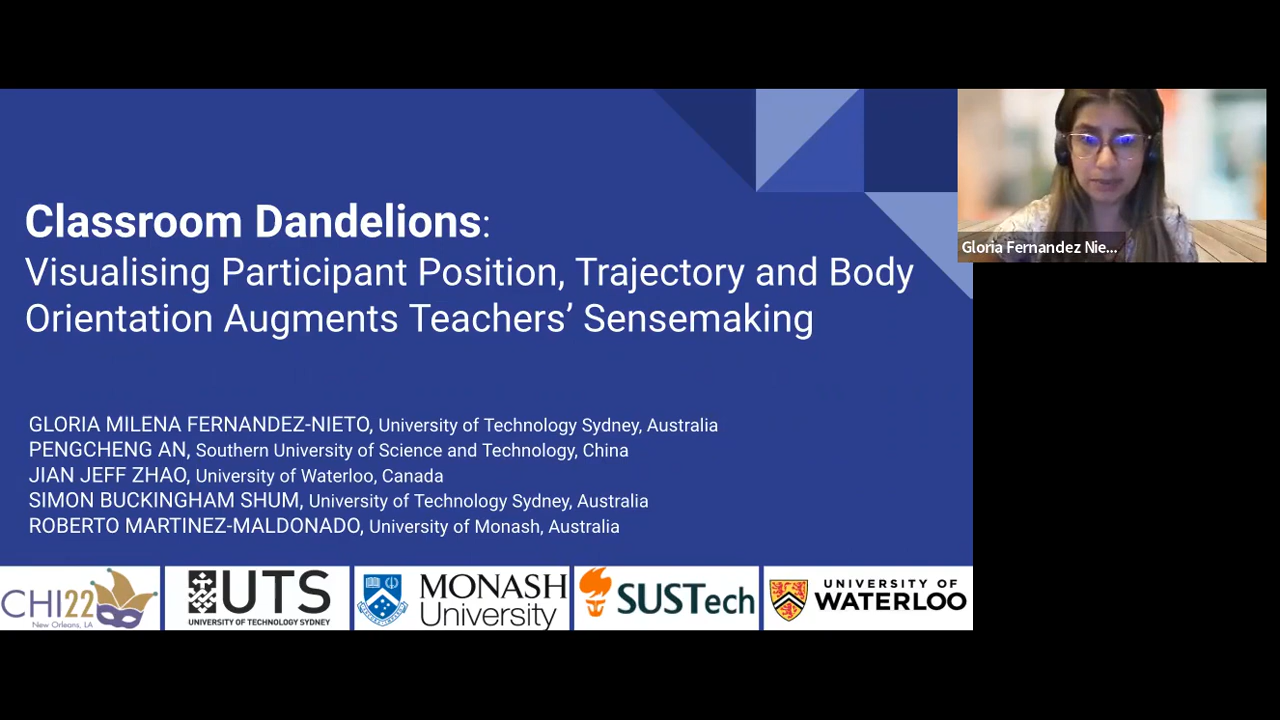 Classroom Dandelions:
Visualising Participant Position, Trajectory and Body
Orientation Augments Teachers’ Sensemaking
GLORIA MILENA FERNANDEZ-NIETO, University of Technology Sydney, Australia
PENGCHENG AN, Southern University of Science and Technology, China
JIAN JEFF ZHAO, University of Waterloo, Canada
SIMON BUCKINGHAM SHUM, University of Technology Sydney, Australia
ROBERTO MARTINEZ-MALDONADO, University of Monash, Australia
CHI22
New Orleans, LA
UTS
UNIVERSITY OF TECHNOLOGY SYDNEY
MONASH
University
SUSTech
UNIVERSITY OF
WATERLOO
Gloria Fernandez Nie...